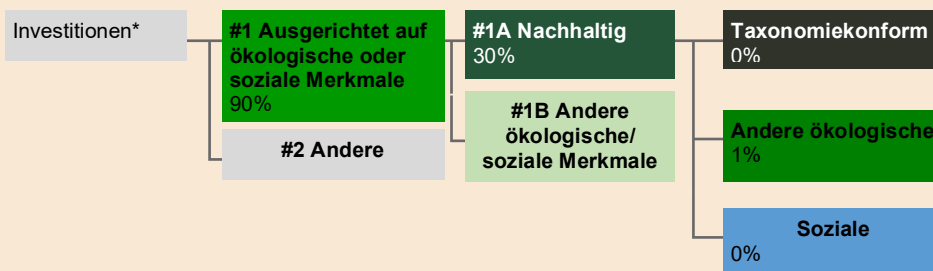 Investitionen*
#1 Ausgerichtet auf
ökologische oder
soziale Merkmale
90%
#2 Andere
#1A Nachhaltig
30%
#1B Andere
ökologische/
soziale Merkmale
Taxonomiekonform
0%
Andere ökologische
1%
Soziale
0%